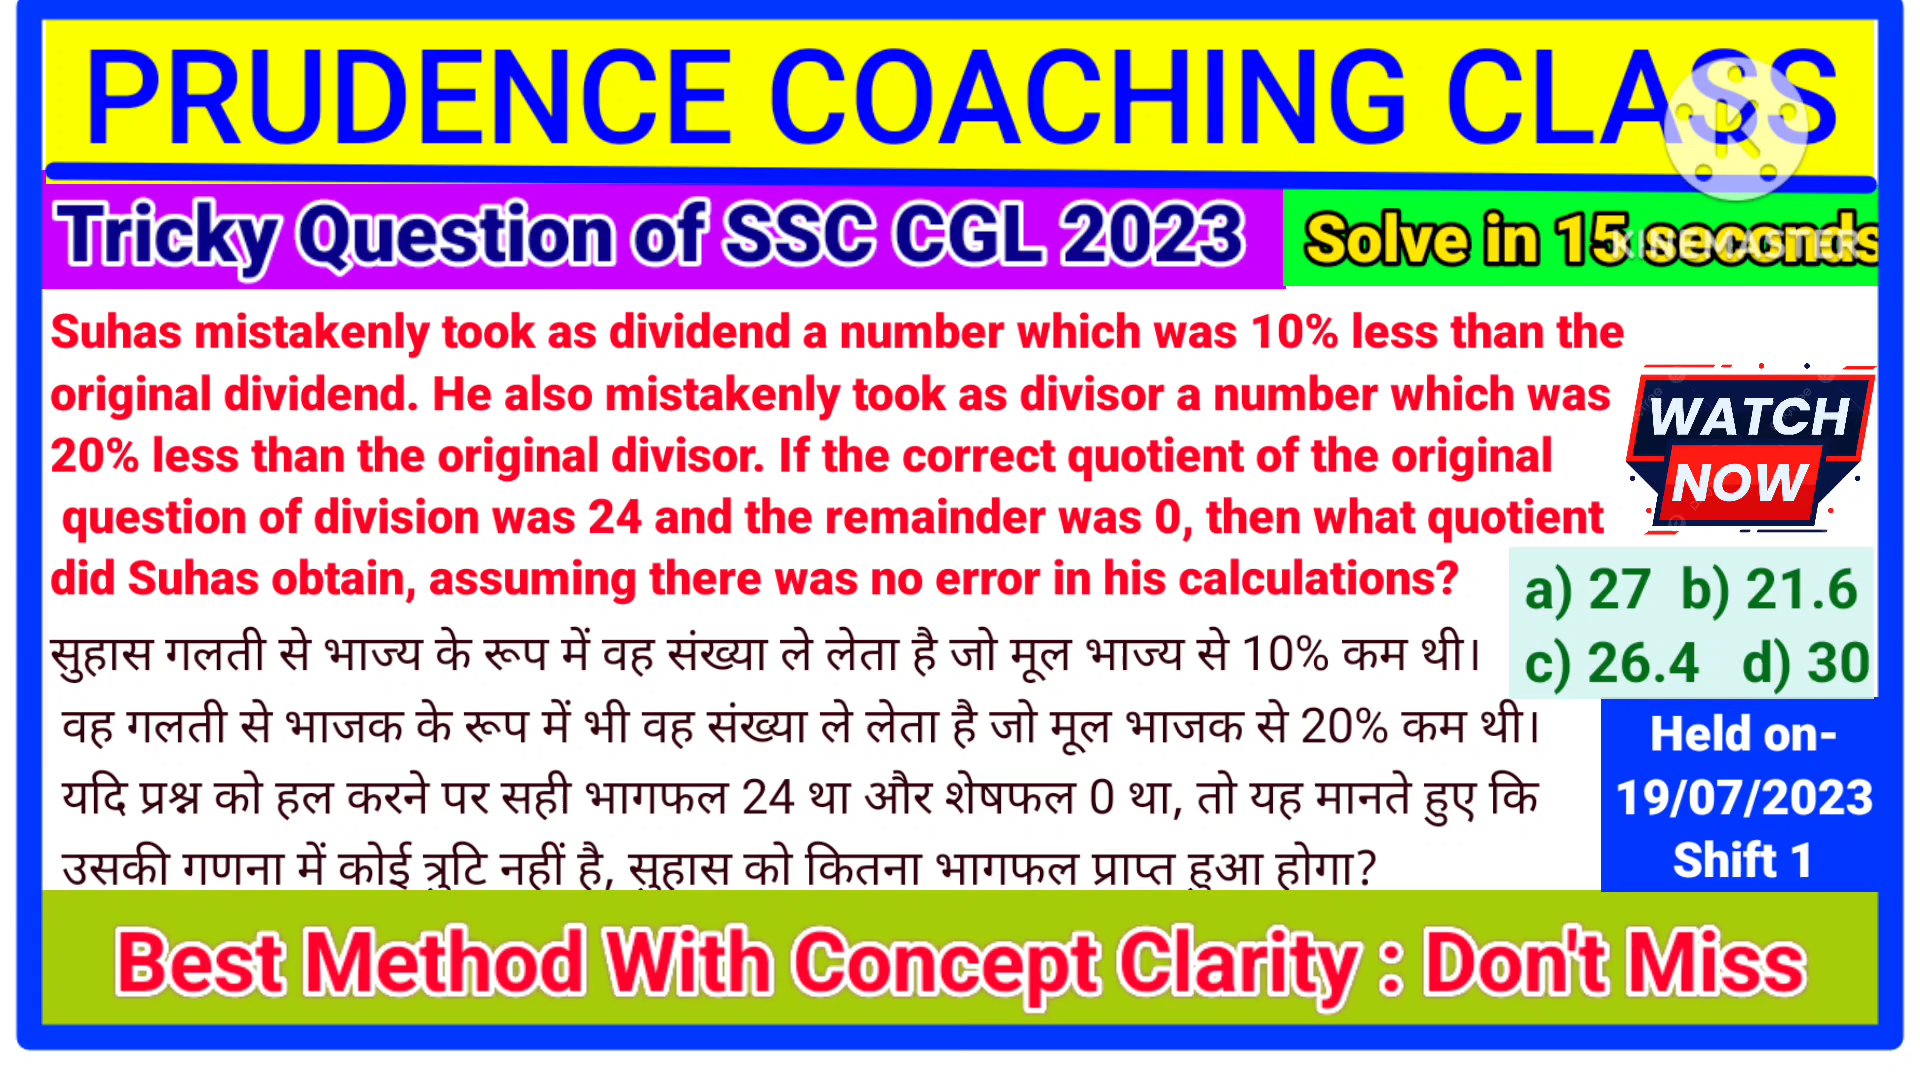 PRUDENCE COACHING CLASS
Tricky Question of SSC CGL 2023
Solve in 15 seconds
KINEMASTER
Suhas mistakenly took as dividend a number which was 10% less than the
original dividend. He also mistakenly took as divisor a number which was
20% less than the original divisor. If the correct quotient of the original
question of division was 24 and the remainder was 0, then what quotient
did Suhas obtain, assuming there was no error in his calculations?
WATCH
NOW
a) 27 b) 21.6
c) 26.4 d) 30
सुहास गलती से भाज्य के रूप में वह संख्या ले लेता है जो मूल भाज्य से 10% कम थी।
वह गलती से भाजक के रूप में भी वह संख्या ले लेता है जो मूल भाजक से 20% कम थी।
यदि प्रश्न को हल करने पर सही भागफल 24 था और शेषफल 0 था, तो यह मानते हुए कि
उसकी गणना में कोई त्रुटि नहीं है, सुहास को कितना भागफल प्राप्त हुआ होगा?
Held on-
19/07/2023
Shift 1
Best Method With Concept Clarity : Don't Miss